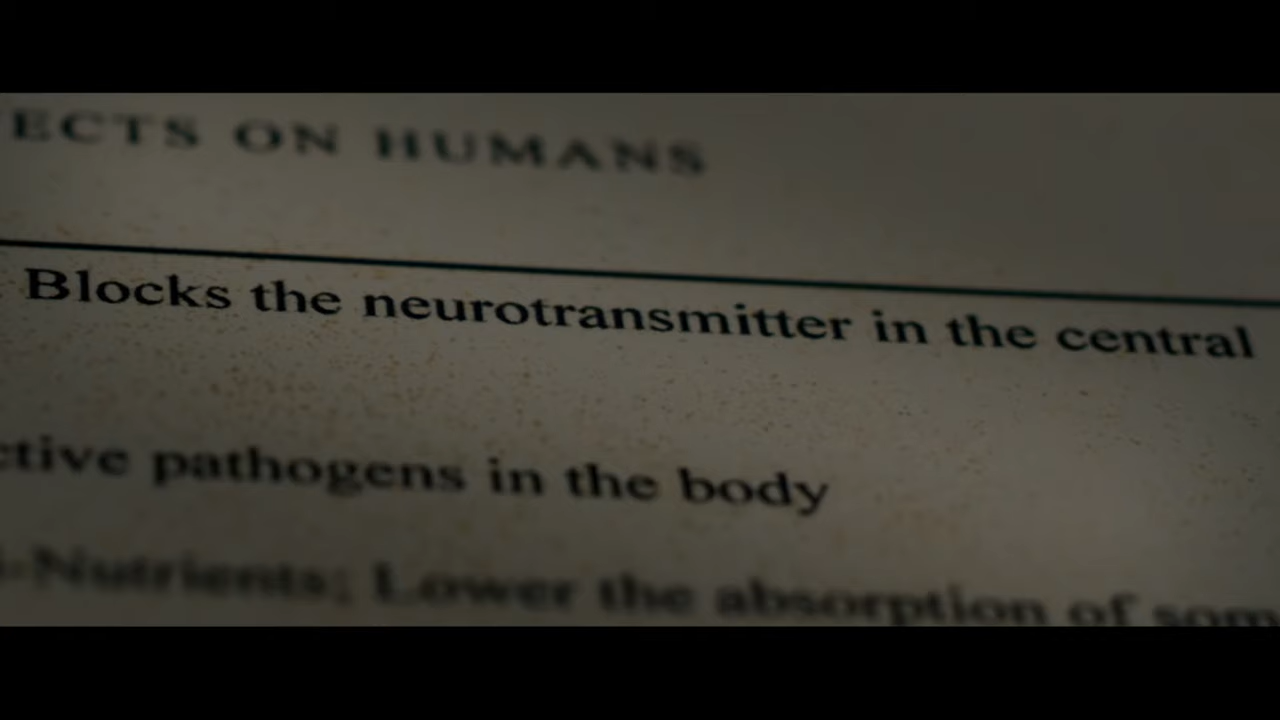 ECTS ON HUMANS
Blocks the neurotransmitter in the central
ctive pathogens in the body
-Nutrients; Lower the absorption of som